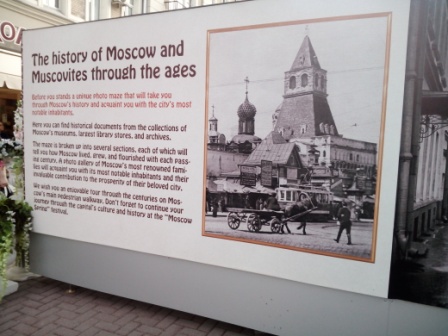 The history of Moscow and
Muscovites through the ages
Before you stands a unique photo maze that will take you
through Moscow's history and acquaint you with the city's most
notable inhabitants.
Here you can find historical documents from the collections of
Moscow's museums, largest library stores, and archives.
The maze is broken up into several sections, each of which will
tell you how Moscow lived, grew, and flourished with each pass-
ing century. A photo gallery of Moscow's most renowned fami-
lies will acquaint you with its most notable inhabitants and their
invaluable contribution to the prosperity of their beloved city.
We wish you an enjoyable tour through the centuries on Mos-
cow's main pedestrian walkway. Don't forget to continue your
journey through the capital's culture and history at the "Moscow
festival.